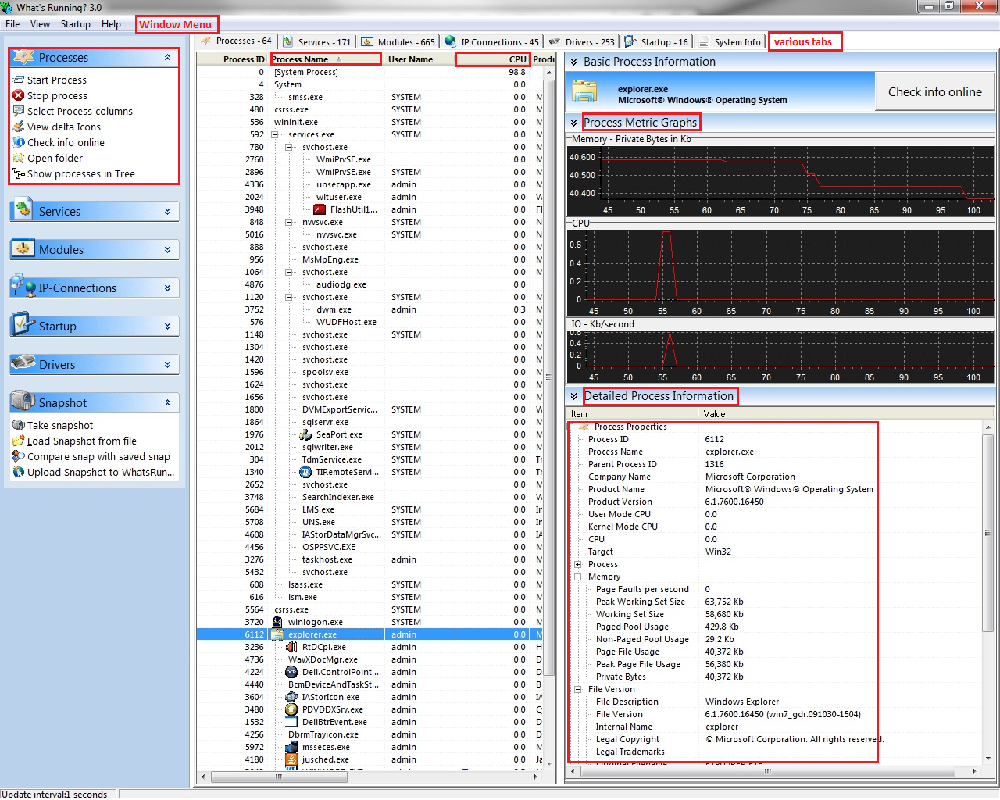 What's Running? 3.0
File View Startup Help Window Menu
Processes
Start Process
Stop process
Select Process columns
View delta Icons
Check info online
Open folder
Show processes in Tree
Services
Modules
IP-Connections
Startup
Drivers
Snapshot
Take snapshot
Load Snapshot from file
Compare snap with saved snap
Upload Snapshot to WhatsRun...
Processes - 64 Services - 171 Modules - 665 IP Connections - 45 Drivers - 253 Startup - 16 System Info various tabs
Process ID Process Name User Name CPU Produ
0 [System Process] 98.8
4 System 0.0
328 smss.exe SYSTEM 0.0 M
480 csrss.exe SYSTEM 0.0 M
536 wininit.exe SYSTEM 0.0 M
592 services.exe SYSTEM 0.0 M
780 svchost.exe SYSTEM 0.0 M
2760 WmiPrvSE.exe 0.0 M
2896 WmiPrvSE.exe SYSTEM 0.0 M
4336 unsecapp.exe admin 0.0 M
2024 wltuser.exe admin 0.0 M
3948 FlashUtil1... admin 0.0 Fl
848 nvvsvc.exe SYSTEM 0.0 N
5016 nvvsvc.exe SYSTEM 0.0 N
888 svchost.exe 0.0 M
956 MsMpEng.exe 0.0 M
1064 svchost.exe 0.0 M
4876 audiodg.exe 0.0 M
1120 svchost.exe SYSTEM 0.0 M
3752 dwm.exe admin 0.3 M
576 WUDFHost.exe 0.0 M
1148 svchost.exe SYSTEM 0.0 M
1304 svchost.exe 0.0 M
1420 svchost.exe 0.0 M
1596 spoolsv.exe 0.0 M
1624 svchost.exe 0.0 M
1656 svchost.exe 0.0 M
1800 DVMExportServic... SYSTEM 0.0 D
1864 sqlservr.exe 0.0 M
1976 SeaPort.exe SYSTEM 0.0 M
2012 sqlwriter.exe SYSTEM 0.0 M
304 TdmService.exe SYSTEM 0.0 Tr
1340 TIRemoteServi... SYSTEM 0.0 Tr
2652 svchost.exe 0.0 M
3748 SearchIndexer.exe 0.0 W
5684 LMS.exe SYSTEM 0.0 In
5708 UNS.exe SYSTEM 0.0 In
4608 IAStorDataMgrSvc... SYSTEM 0.0 IA
4456 OSPPSVC.EXE 0.0 M
3276 taskhost.exe admin 0.0 M
5432 svchost.exe 0.0 M
608 lsass.exe SYSTEM 0.0 M
616 lsm.exe SYSTEM 0.0 M
5564 csrss.exe SYSTEM 0.0 M
3720 winlogon.exe SYSTEM 0.0 M
6112 explorer.exe admin 0.0 M
3236 RtDCpl.exe admin 0.0 H
4736 WavXDocMgr.exe admin 0.0 D
4224 Dell.ControlPoint.... admin 0.0 D
4440 BcmDeviceAndTaskSt... admin 0.0 B
3604 IAStorIcon.exe admin 0.0 IA
3480 PDVDDXSrv.exe admin 0.0 C
1532 DellBtrEvent.exe admin 0.0 D
4256 DbrmTrayicon.exe admin 0.0 D
5972 msseces.exe admin 0.0 M
4180 jusched.exe admin 0.0 Ja
WINWORD.EXE admin
Basic Process Information
explorer.exe
Microsoft® Windows® Operating System
Check info online
Process Metric Graphs
Memory - Private Bytes in Kb
40,600
40,500
40,400
45 50 55 60 65 70 75 80 85 90 95 100
CPU
0.6
0.4
0.2
0
45 50 55 60 65 70 75 80 85 90 95 100
IO - Kb/second
0.6
0.4
0.2
0
45 50 55 60 65 70 75 80 85 90 95 100
Detailed Process Information
Item Value
Process Properties
Process ID 6112
Process Name explorer.exe
Parent Process ID 1316
Company Name Microsoft Corporation
Product Name Microsoft® Windows® Operating System
Product Version 6.1.7600.16450
User Mode CPU 0.0
Kernel Mode CPU 0.0
CPU 0.0
Target Win32
Process
Memory
Page Faults per second 0
Peak Working Set Size 63,752 Kb
Working Set Size 58,680 Kb
Paged Pool Usage 429.8 Kb
Non-Paged Pool Usage 29.2 Kb
Page File Usage 40,372 Kb
Peak Page File Usage 56,380 Kb
Private Bytes 40,372 Kb
File Version
File Description Windows Explorer
File Version 6.1.7600.16450 (win7_gdr.091030-1504)
Internal Name explorer
Legal Copyright © Microsoft Corporation. All rights reserved.
Legal Trademarks
Update interval:1 seconds